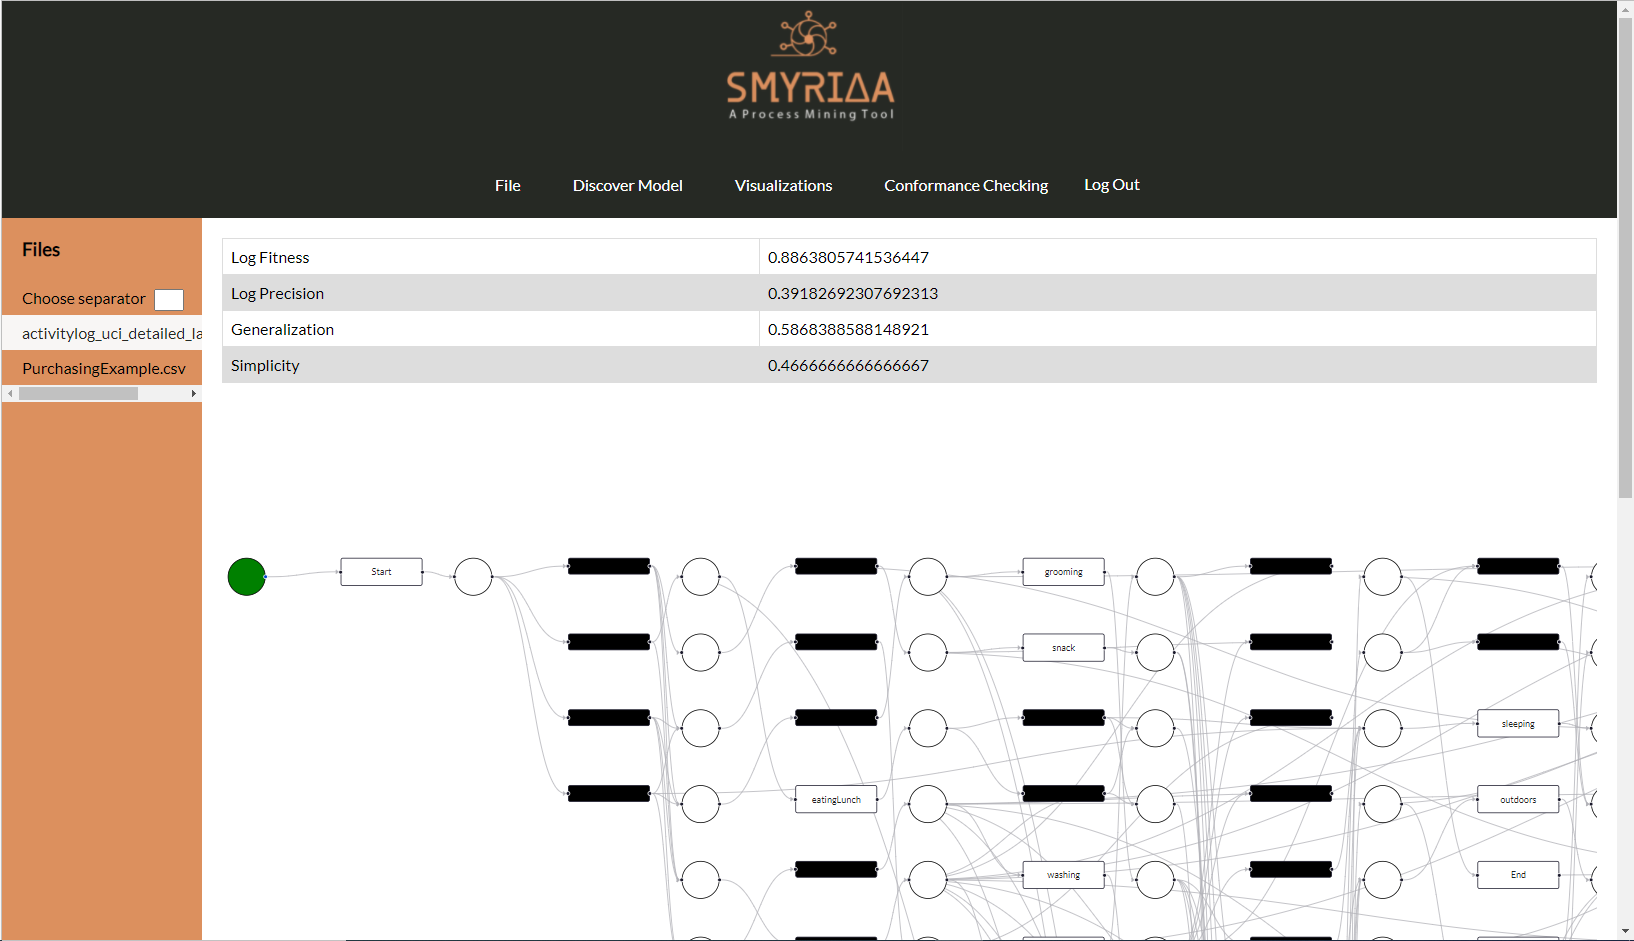 SMYRIΔA
A Process Mining Tool
File Discover Model Visualizations Conformance Checking Log Out
Files
Choose separator
activitylog_uci_detailed_la
PurchasingExample.csv
Log Fitness 0.8863805741536447
Log Precision 0.39182692307692313
Generalization 0.5868388588148921
Simplicity 0.4666666666666667
Start
grooming
snack
sleeping
eatingLunch
outdoors
washing
End